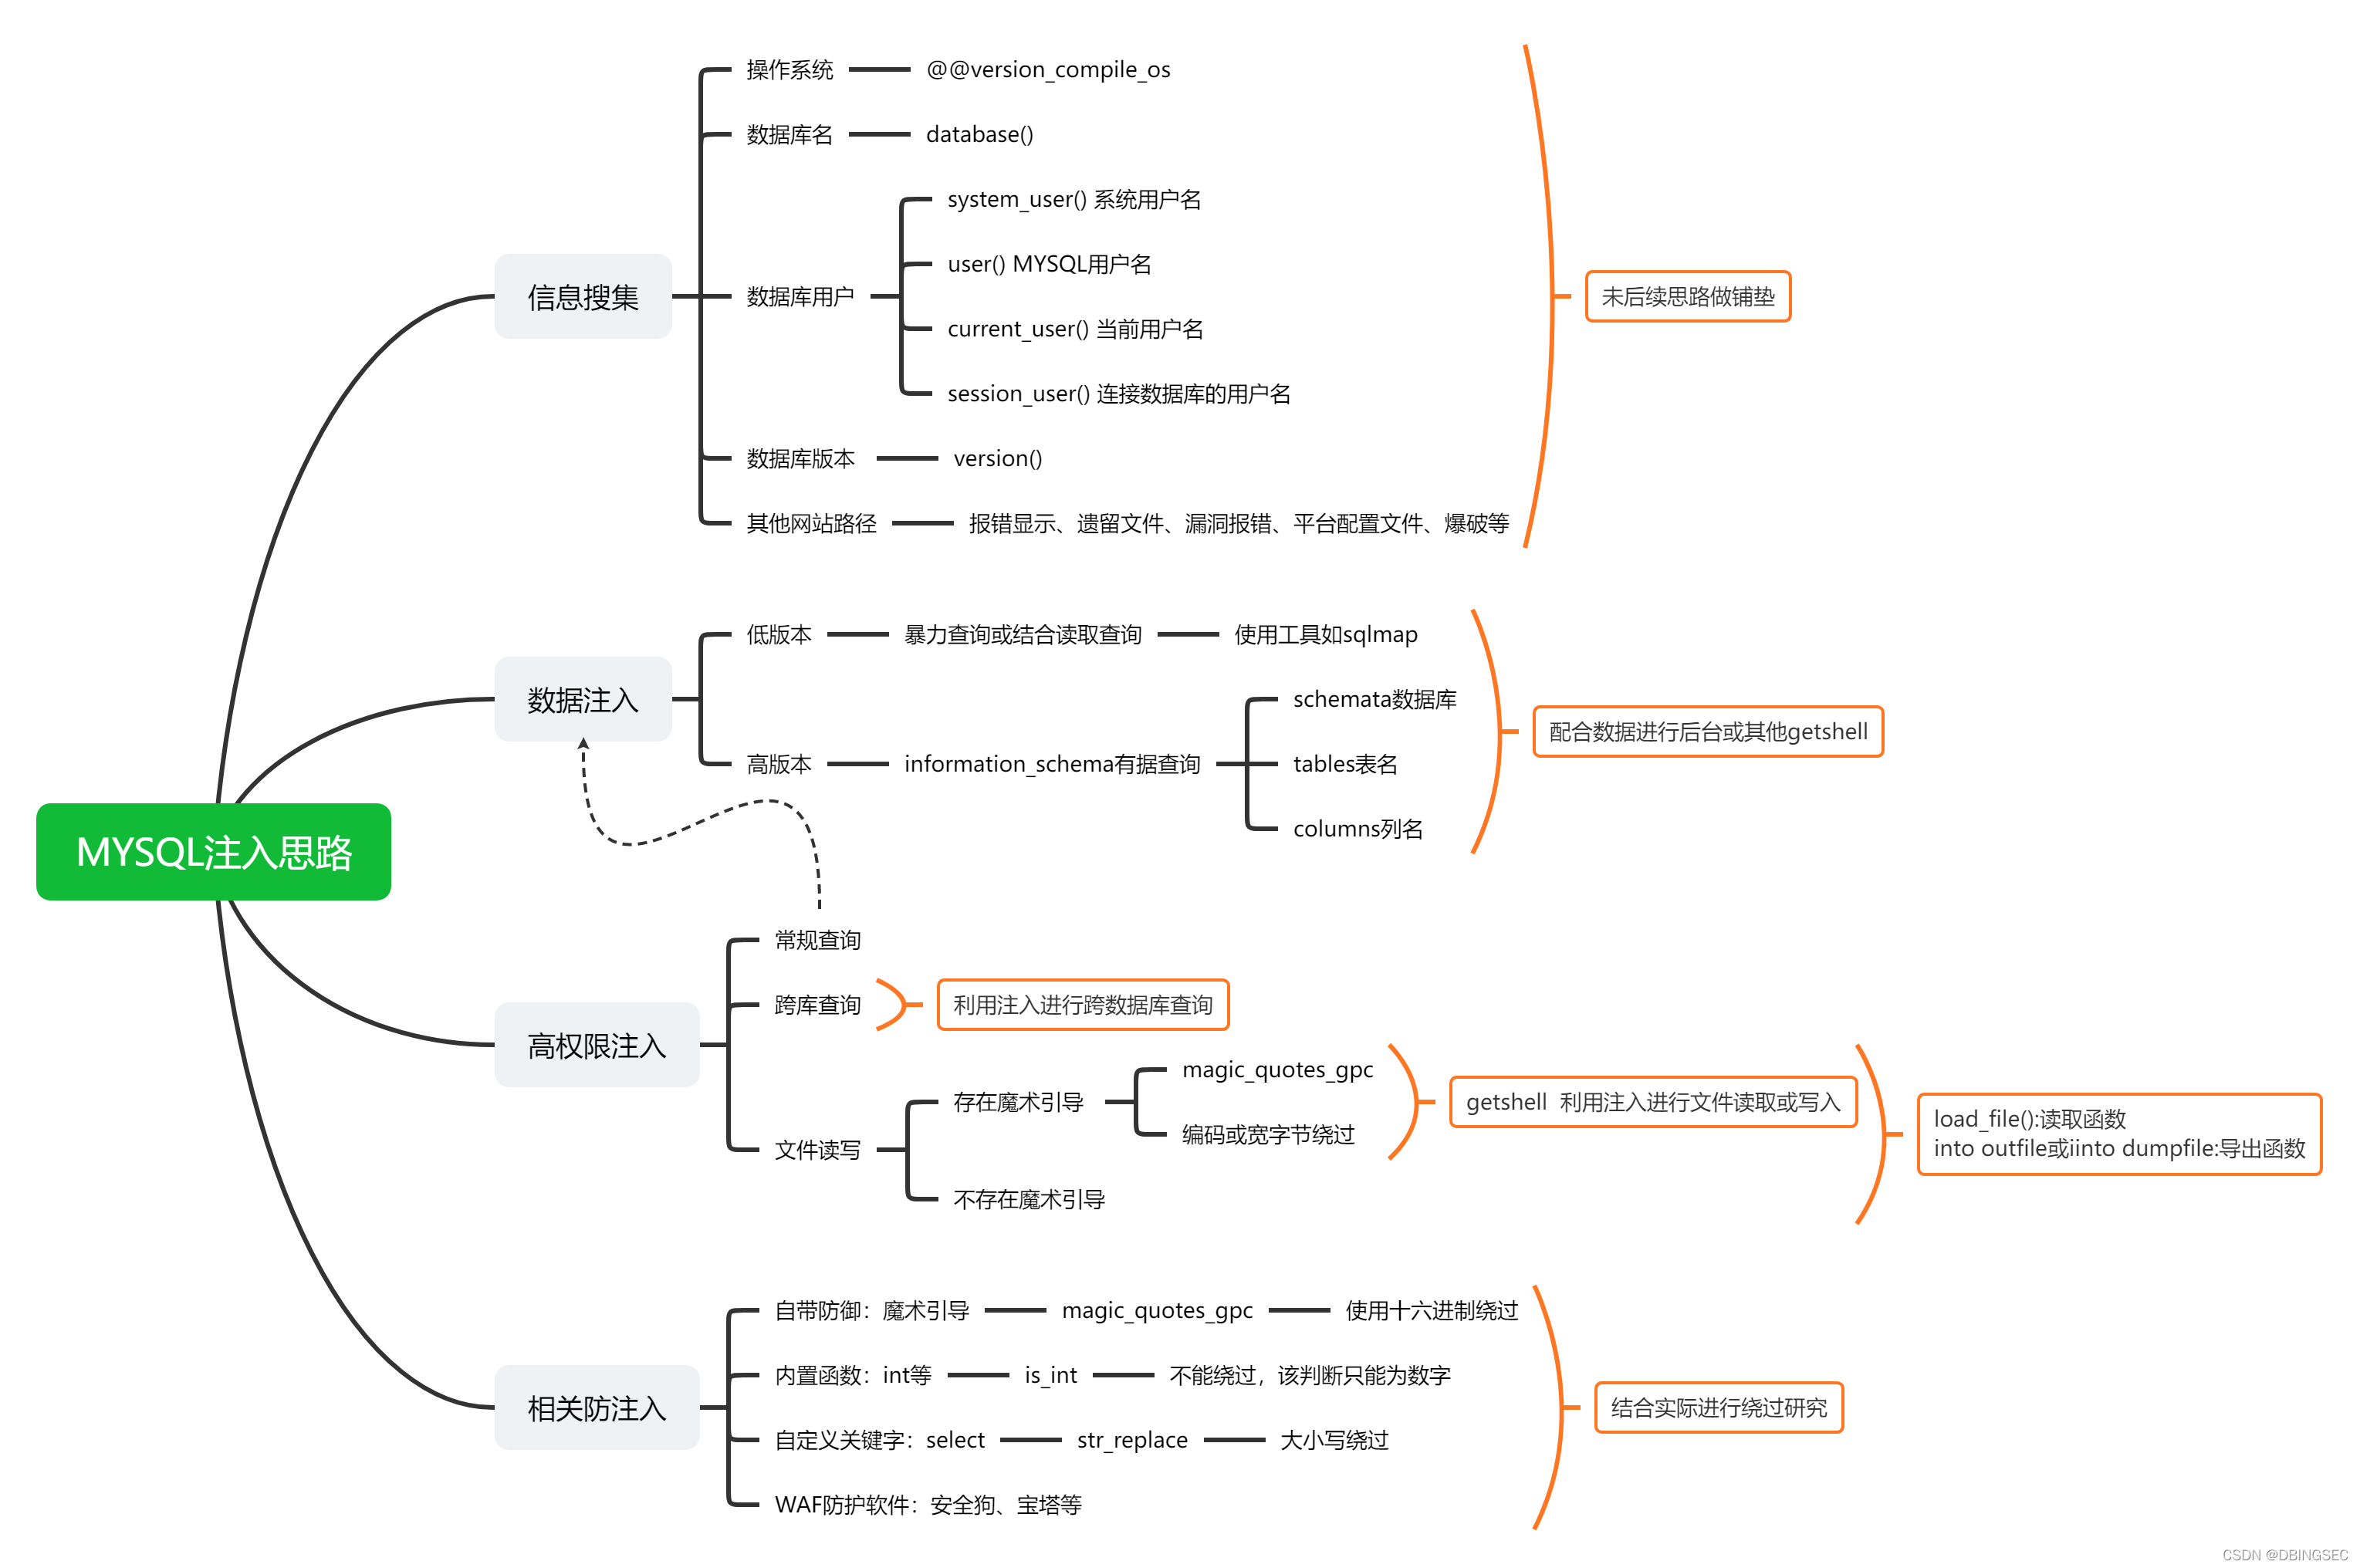 MYSQL注入思路
信息搜集
操作系统
@@version_compile_os
数据库名
database()
数据库用户
system_user() 系统用户名
user() MYSQL用户名
current_user() 当前用户名
session_user() 连接数据库的用户名
数据库版本
version()
其他网站路径
报错显示、遗留文件、漏洞报错、平台配置文件、爆破等
未后续思路做铺垫
数据注入
低版本
暴力查询或结合读取查询
使用工具如sqlmap
高版本
information_schema有据查询
schemata数据库
tables表名
columns列名
配合数据进行后台或其他getshell
高权限注入
常规查询
跨库查询
利用注入进行跨数据库查询
文件读写
存在魔术引导
magic_quotes_gpc
编码或宽字节绕过
getshell 利用注入进行文件读取或写入
不存在魔术引导
load_file():读取函数
into outfile或iinto dumpfile:导出函数
相关防注入
自带防御：魔术引导
magic_quotes_gpc
使用十六进制绕过
内置函数：int等
is_int
不能绕过，该判断只能为数字
自定义关键字：select
str_replace
大小写绕过
WAF防护软件：安全狗、宝塔等
结合实际进行绕过研究
CSDN @DBINGSEC